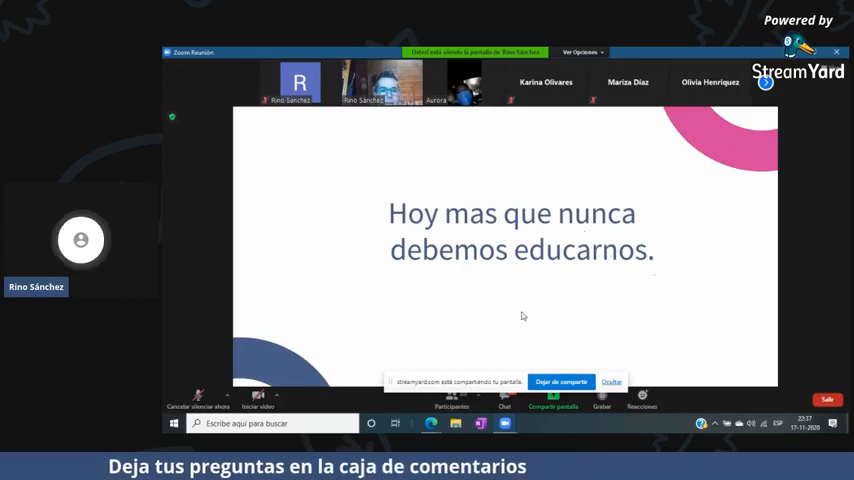 Powered by
StreamYard
Zoom Reunión
Usted está viendo la pantalla de Rino Sánchez
Ver Opciones
R
Rino Sánchez
Rino Sánchez
Aurora
Karina Olivares
Mariza Díaz
Olivia Henriquez
Hoy mas que nunca
debemos educarnos.
Rino Sánchez
streamyard.com está compartiendo tu pantalla.
Dejar de compartir
Ocultar
Cancelar silenciar ahora
Iniciar video
Participantes
Chat
Compartir pantalla
Grabar
Reacciones
Salir
Escribe aquí para buscar
ESP
22:37
17-11-2020
Deja tus preguntas en la caja de comentarios